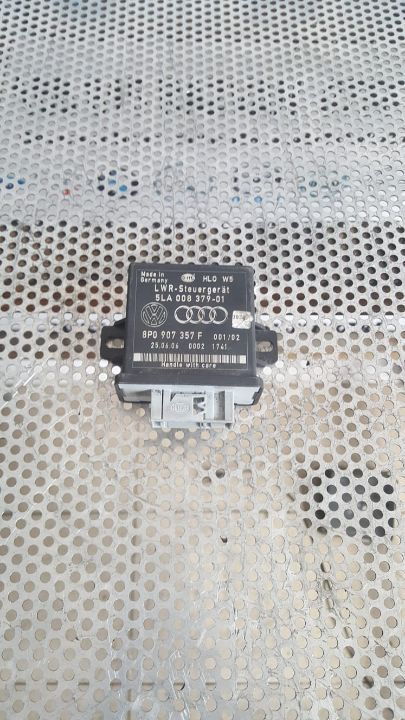 Made in
Germany
HLO W5
LWR-Steuergerät
5LA 008 379-01
8P0 907 357 F 001/02
25.06.06 0002 1741
Handle with care